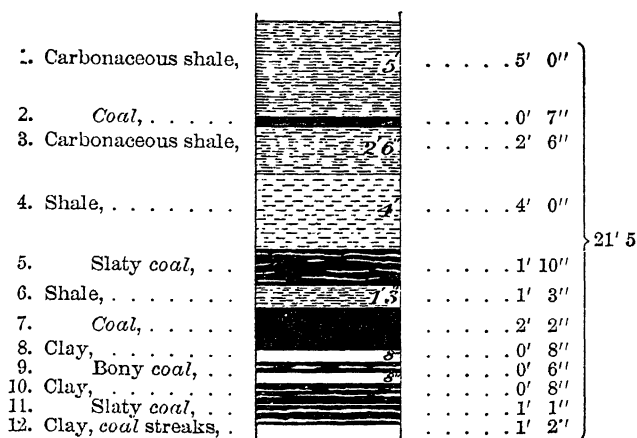 1. Carbonaceous shale, 5' ..... 5' 0"
2. Coal, ..... 0' 7"
3. Carbonaceous shale, 2'6 ..... 2' 6"
4. Shale, ....... 4' ..... 4' 0"
21' 5
5. Slaty coal, .. ..... 1' 10"
6. Shale, ....... 1'3" ..... 1' 3"
7. Coal, ..... 2' 2"
8. Clay, ....... 8" ..... 0' 8"
9. Bony coal, .. ..... 0' 6"
10. Clay, ....... 8" ..... 0' 8"
11. Slaty coal, .. ..... 1' 1"
12. Clay, coal streaks, . ..... 1' 2"